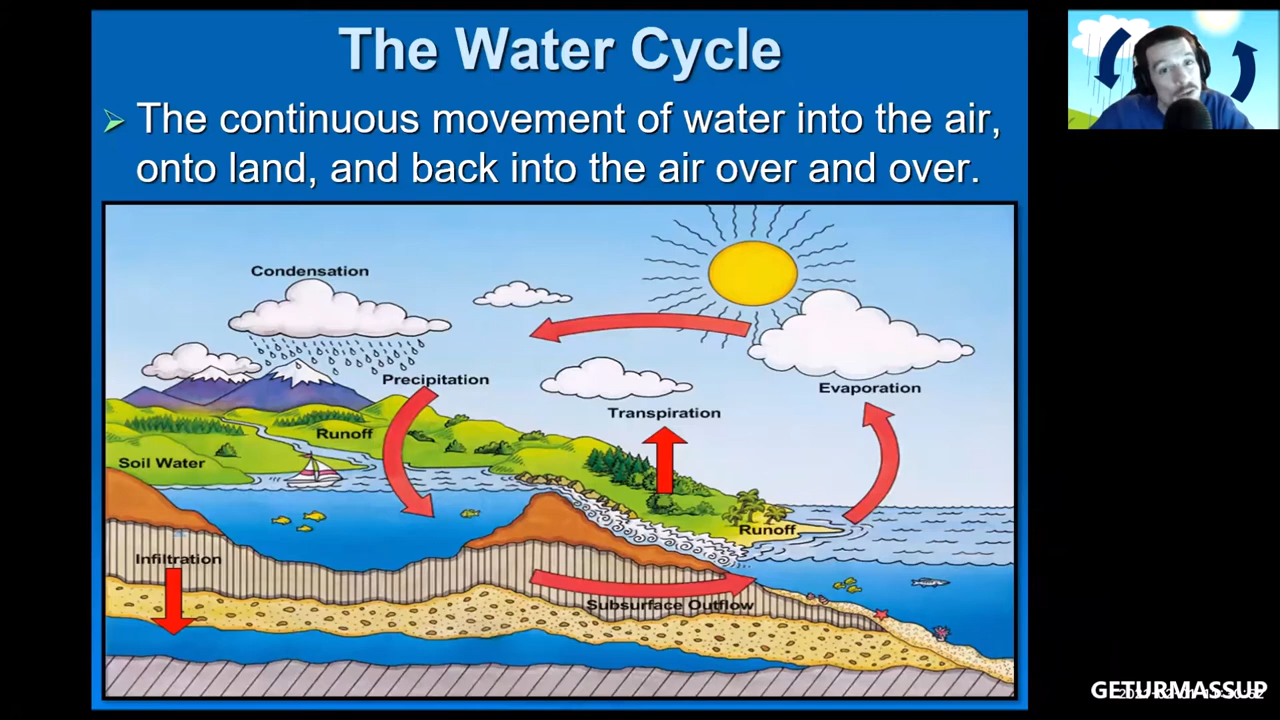 The Water Cycle
➢ The continuous movement of water into the air,
onto land, and back into the air over and over.
Condensation
Precipitation
Evaporation
Transpiration
Runoff
Soil Water
Runoff
Infiltration
Subsurface Outflow
GETURMASSUP